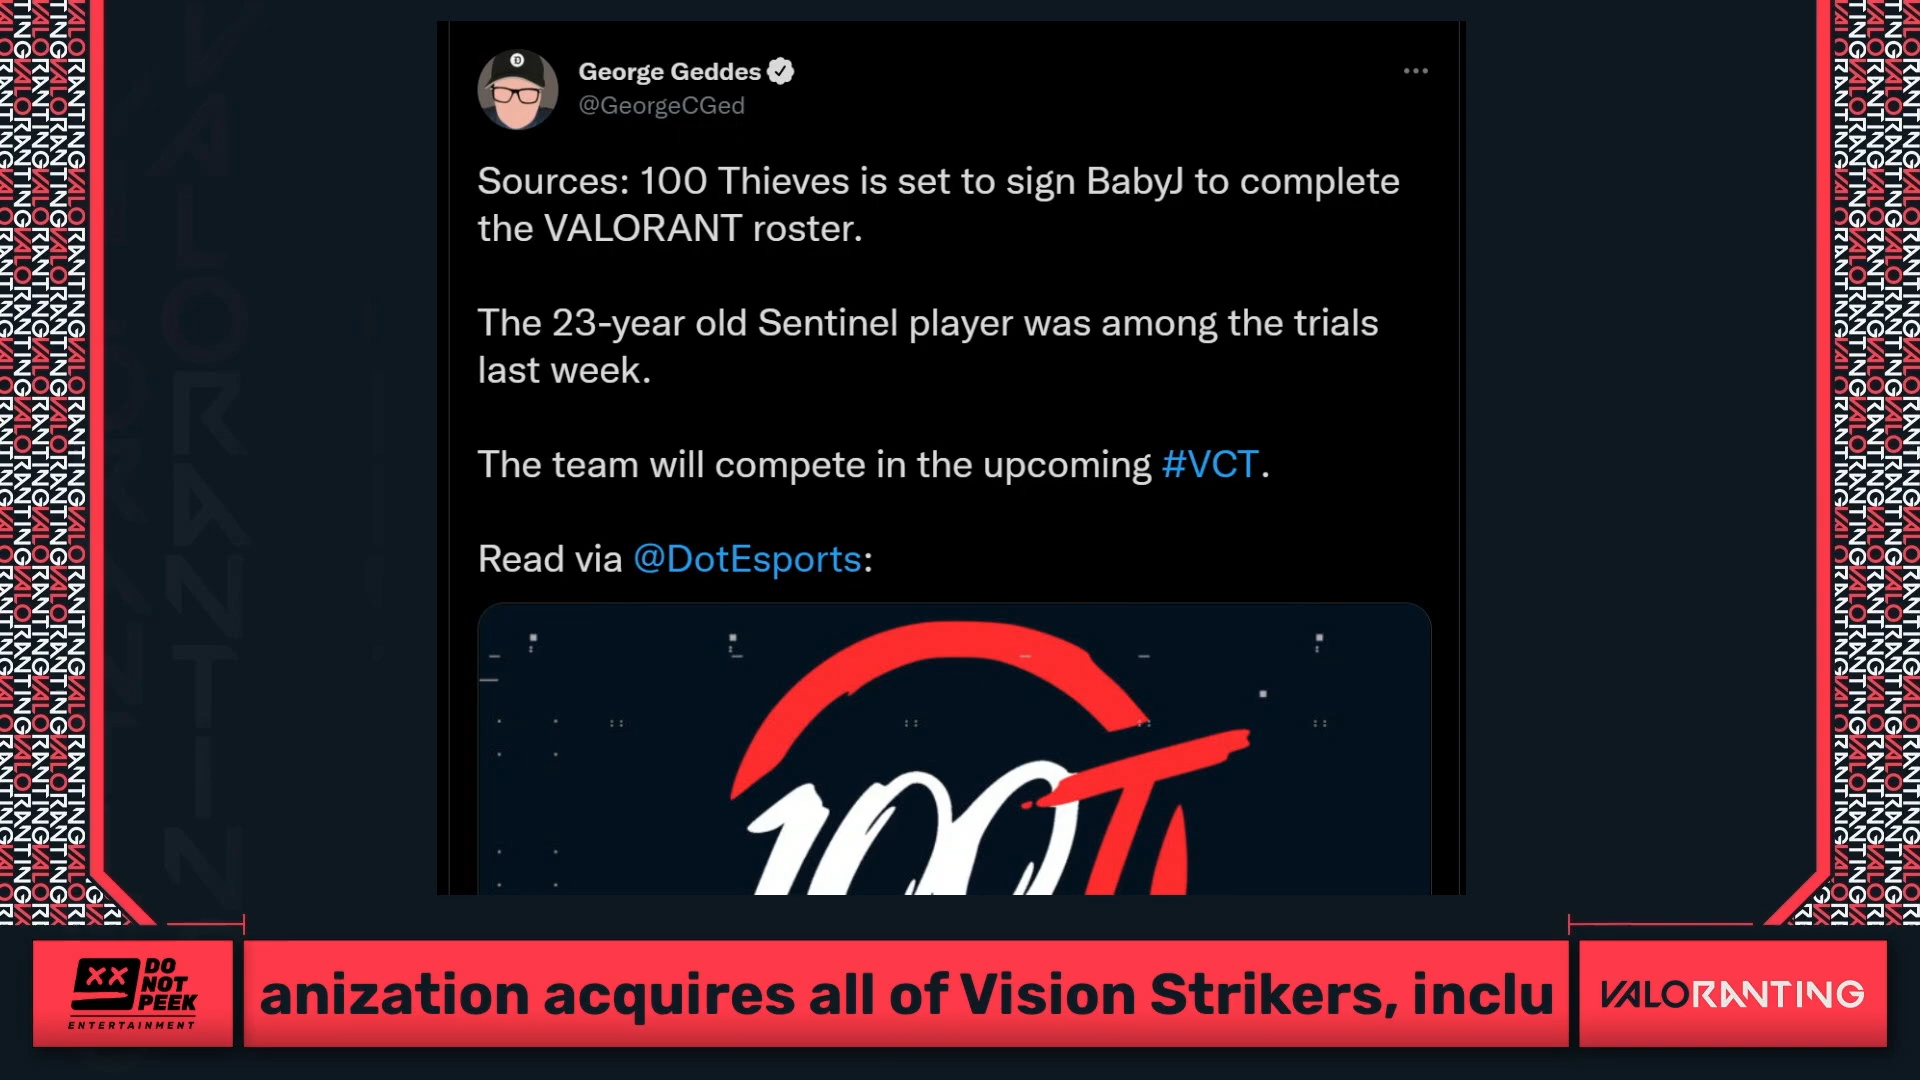 George Geddes
@GeorgeCGed
Sources: 100 Thieves is set to sign BabyJ to complete
the VALORANT roster.
The 23-year old Sentinel player was among the trials
last week.
The team will compete in the upcoming #VCT.
Read via @DotEsports:
100T
DO
NOT
PEEK
ENTERTAINMENT
anization acquires all of Vision Strikers, inclu
VALORANTING